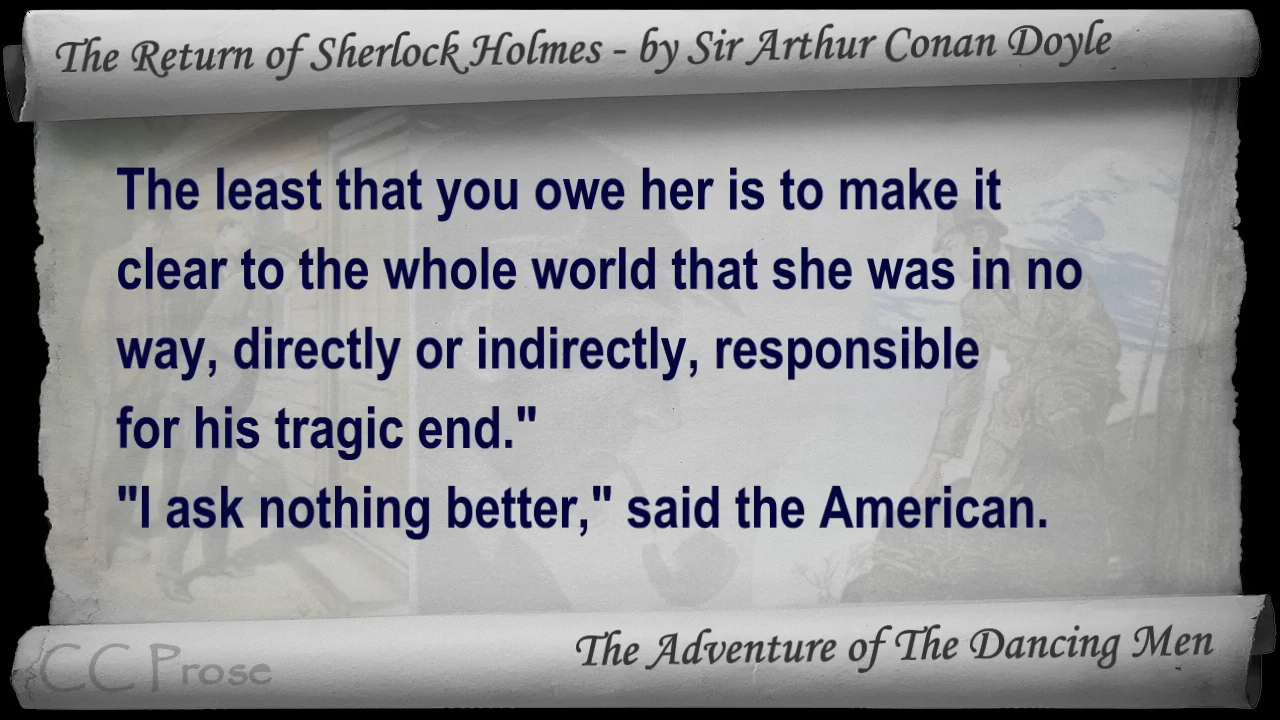 The Return of Sherlock Holmes - by Sir Arthur Conan Doyle
The least that you owe her is to make it
clear to the whole world that she was in no
way, directly or indirectly, responsible
for his tragic end."
"I ask nothing better," said the American.
CC Prose
The Adventure of The Dancing Men